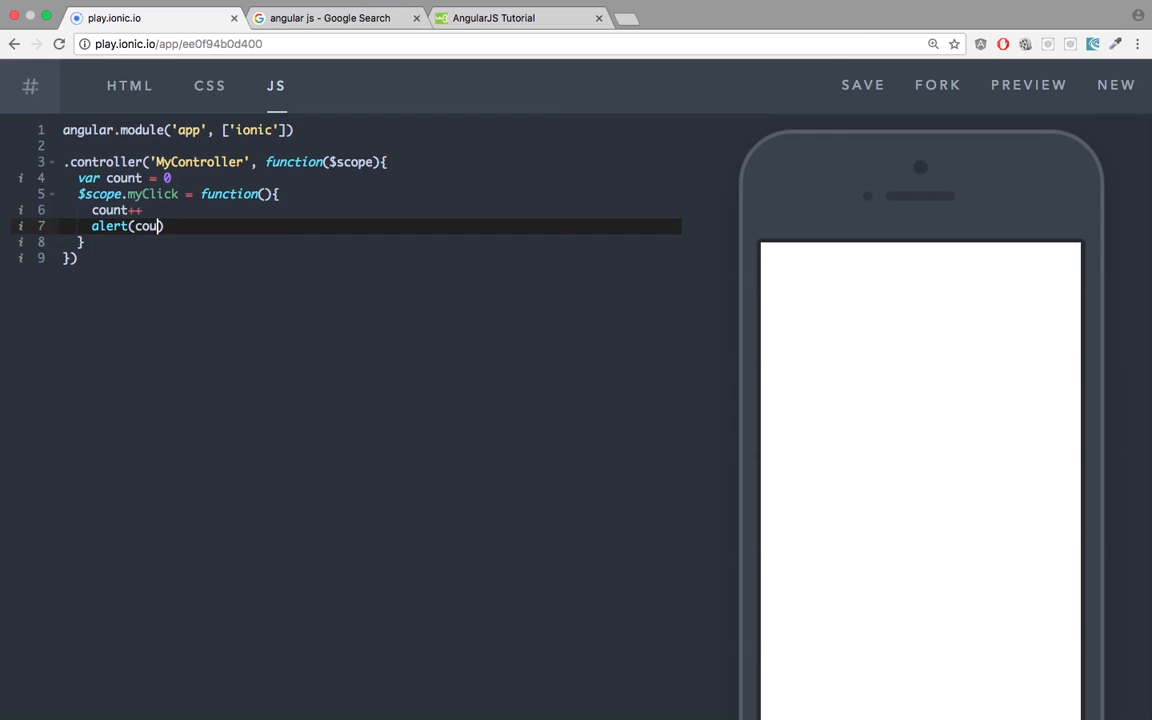 play.ionic.io
angular js - Google Search
AngularJS Tutorial
play.ionic.io/app/ee0f94b0d400
# HTML CSS JS SAVE FORK PREVIEW NEW
1 angular.module('app', ['ionic'])
2
3 .controller('MyController', function($scope){
i 4 var count = 0
5 $scope.myClick = function(){
i 6 count++
i 7 alert(cou)
i 8 }
i 9 })